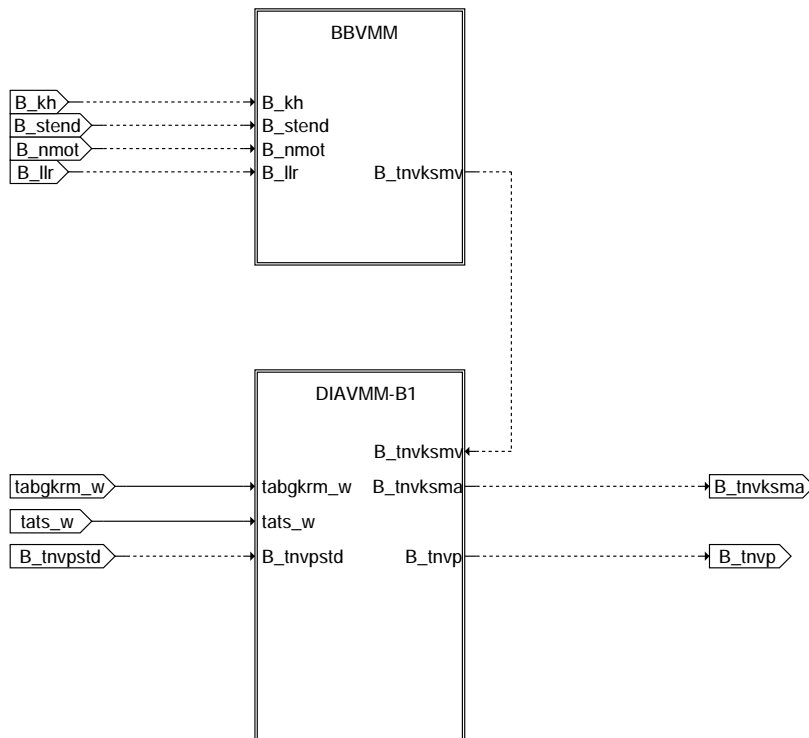 BBVMM
B_kh B_kh
B_stend B_stend
B_nmot B_nmot
B_llr B_llr B_tnvksmv
DIAVMM-B1
B_tnvksmv
tabgkrm_w tabgkrm_w B_tnvksma B_tnvksma
tats_w tats_w
B_tnvpstd B_tnvpstd B_tnvp B_tnvp